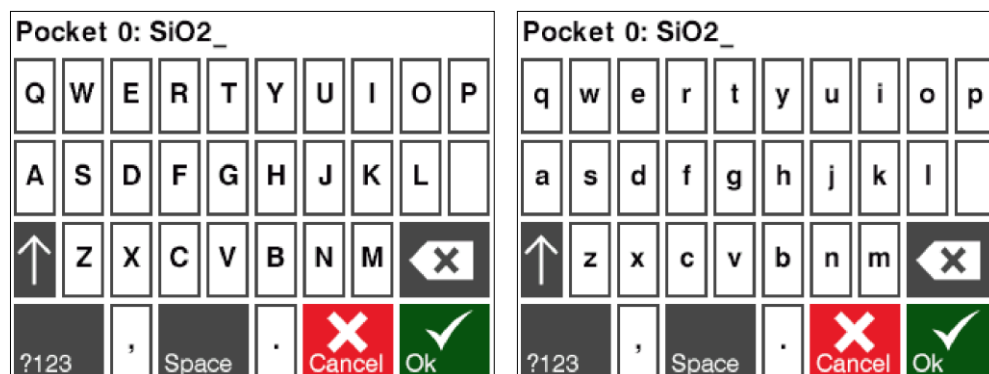 Pocket 0: SiO2_
Q W E R T Y U I O P
A S D F G H J K L
Z X C V B N M
?123 , Space . Cancel Ok
Pocket 0: SiO2_
q w e r t y u i o p
a s d f g h j k l
z x c v b n m
?123 , Space . Cancel Ok